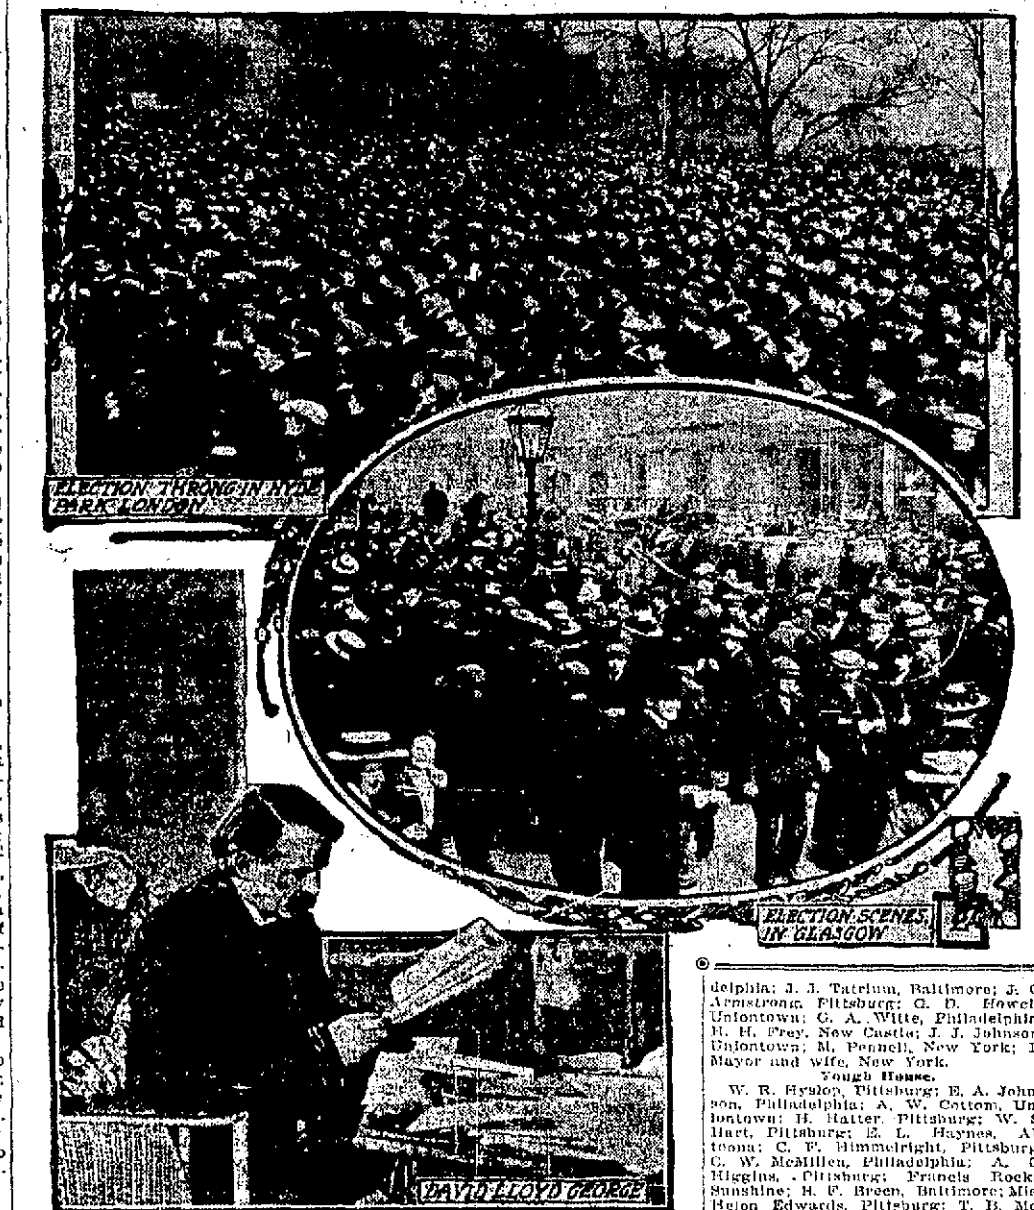 ELECTION THRONG IN HYDE
PARK LONDON
ELECTION SCENES
IN GLASGOW
DAVID LLOYD GEORGE
delphia; J. J. Tatrium, Baltimore; J.
Armstrong, Pittsburg; G. D.
Uniontown; G. A. Witte, Philadelphia
H. H. Frey, New Castle; J. J. Johnson
Uniontown; M. Pennell, New York;
Mayor and wife, New York.
Yough House.
W. R. Hyslop, Pittsburg; E. A. John-
son, Philadelphia; A. W. Cottom, Un-
iontown; H. Hatter, Pittsburg; W. S.
Hart, Pittsburg; E. L. Haynes, Al-
toona; C. F. Himmelright, Pittsburg
C. W. McMillen, Philadelphia; A.
Higgins, Pittsburg; Francis Rock
Sunshine; H. F. Breen, Baltimore;
Helen Edwards, Pittsburg; T. B.